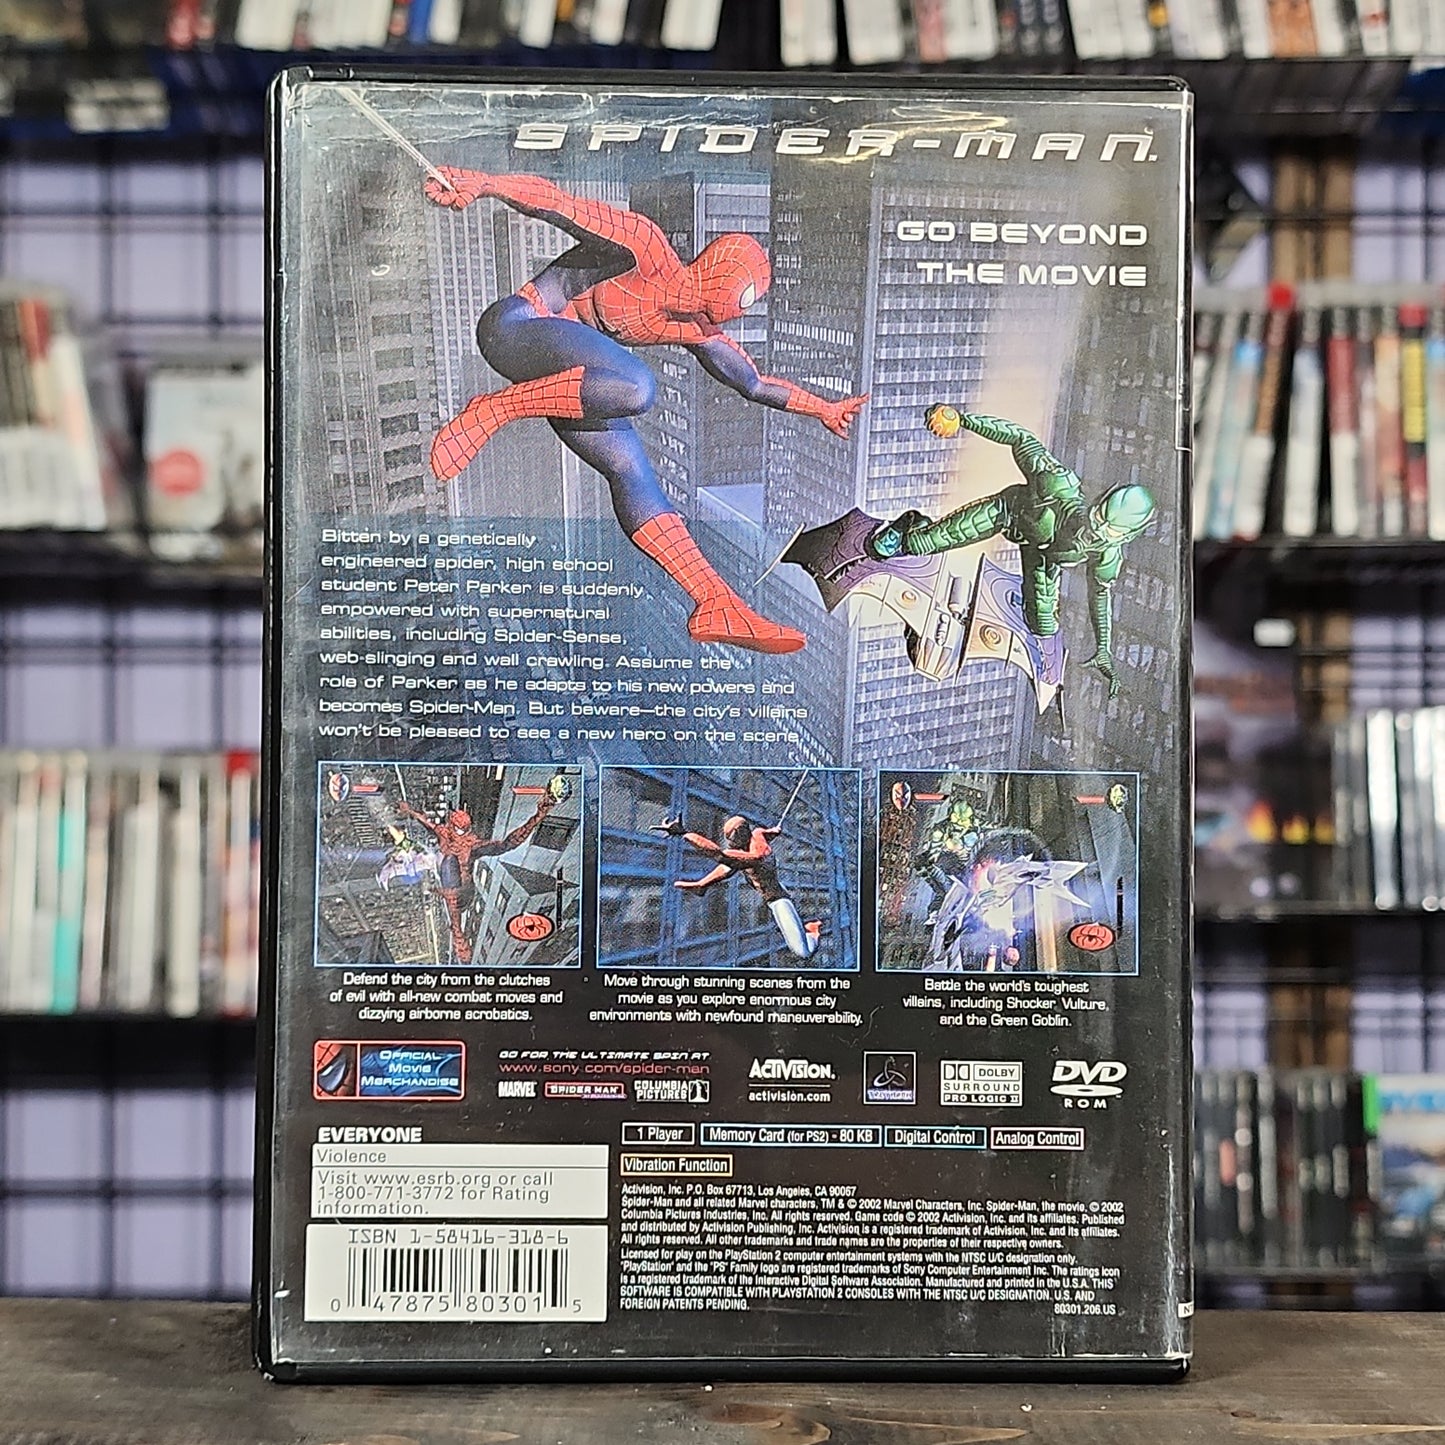 SPIDER-MAN.
GO BEYOND
THE MOVIE
Bitten by a genetically
engineered spider, high school
student Peter Parker is suddenly
empowered with supernatural
abilities, including Spider-Sense,
web-slinging and wall crawling. Assume the
role of Parker as he adapts to his new powers and
becomes Spider-Man. But beware—the city's villains
won't be pleased to see a new hero on the scene.
Defend the city from the clutches
of evil with all-new combat moves and
dizzying airborne acrobatics.
Move through stunning scenes from the
movie as you explore enormous city
environments with newfound maneuverability.
Battle the world's toughest
villains, including Shocker, Vulture,
and the Green Goblin.
OFFICIAL
MOVIE
MERCHANDISE
GO FOR THE ULTIMATE SPIN AT
www.sony.com/spider-man
MARVEL
SPIDER-MAN
COLUMBIA
PICTURES
ACTIVISION.
activision.com
DOLBY
SURROUND
PRO LOGIC II
DVD
ROM
EVERYONE
Violence
Visit www.esrb.org or call
1-800-771-3772 for Rating
information.
1 Player
Memory Card (for PS2) - 80 KB
Digital Control
Analog Control
Vibration Function
Activision, Inc. P.O. Box 67713, Los Angeles, CA 90067
Spider-Man and all related Marvel characters, TM & © 2002 Marvel Characters, Inc. Spider-Man, the movie, © 2002
Columbia Pictures Industries, Inc. All rights reserved. Game code © 2002 Activision, Inc. and its affiliates. Published
and distributed by Activision Publishing, Inc. Activision is a registered trademark of Activision, Inc. and its affiliates.
All rights reserved. All other trademarks and trade names are the properties of their respective owners.
Licensed for play on the PlayStation 2 computer entertainment systems with the NTSC U/C designation only.
"PlayStation" and the "PS" Family logo are registered trademarks of Sony Computer Entertainment Inc. The ratings icon
is a registered trademark of the Interactive Digital Software Association. Manufactured and printed in the U.S.A. THIS
SOFTWARE IS COMPATIBLE WITH PLAYSTATION 2 CONSOLES WITH THE NTSC U/C DESIGNATION. U.S. AND
FOREIGN PATENTS PENDING.
80301.206.US
ISBN 1-58416-318-6
0 47875 80301 5